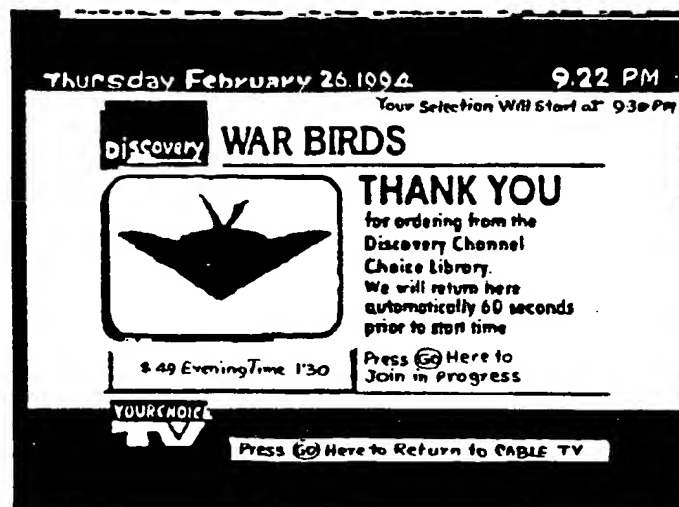 Thursday February 26.1994 9.22 PM
Your Selection Will Start at 9:30 PM
Discovery WAR BIRDS
THANK YOU
for ordering from the
Discovery Channel
Choice Library.
We will return here
automatically 60 seconds
prior to start time
$ 49 Evening Time 1'30
Press Go Here to
Join in Progress
YOUR CHOICE
TV
Press Go Here to Return to CABLE TV